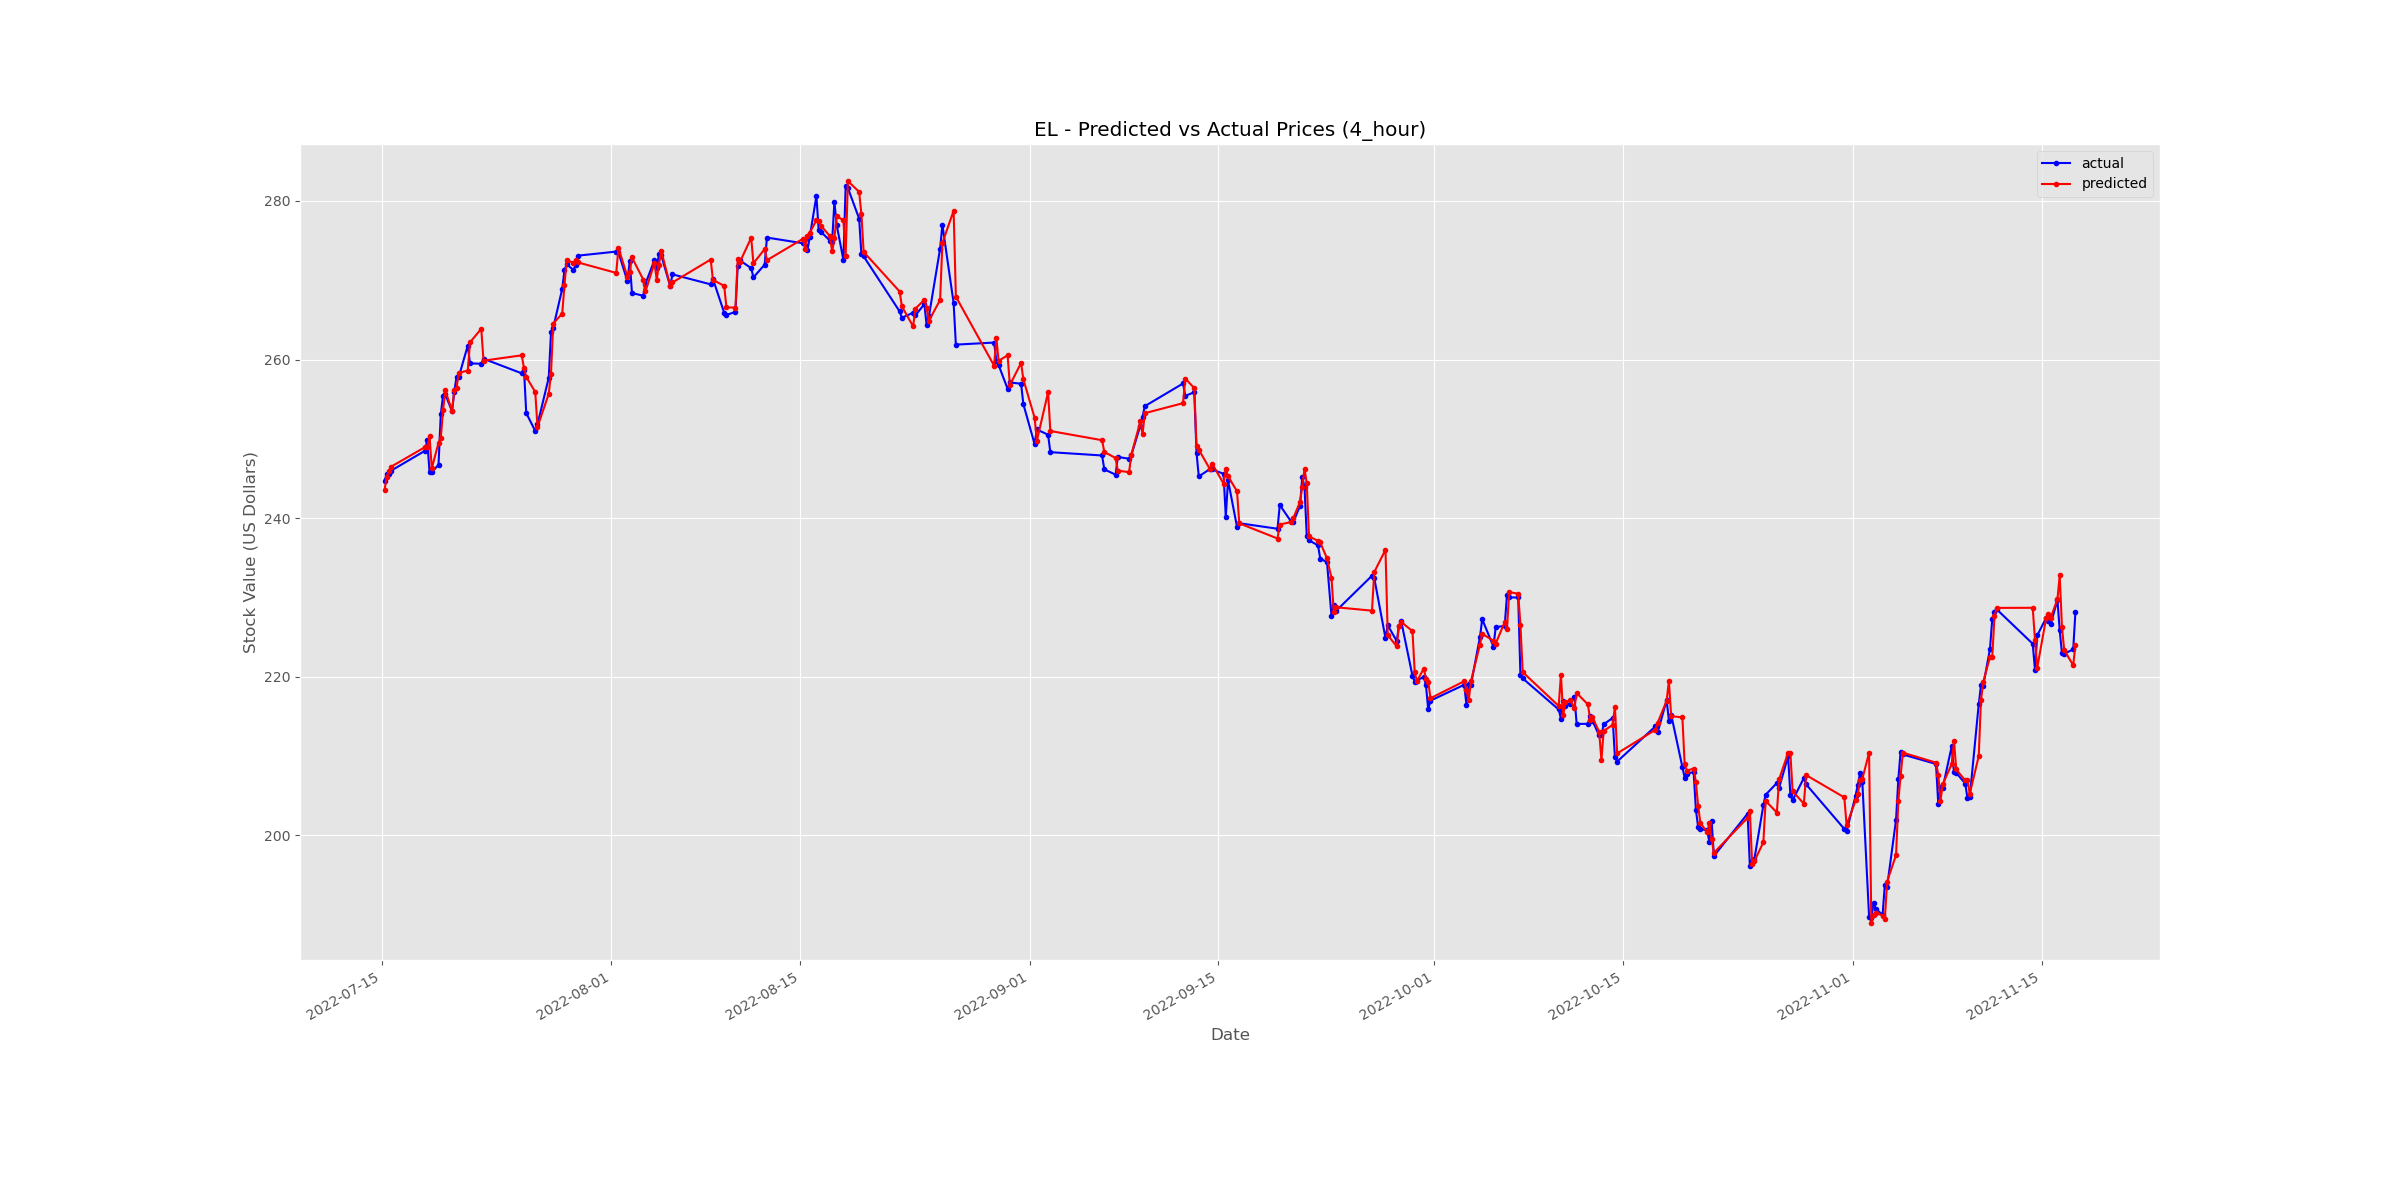 EL - Predicted vs Actual Prices (4_hour)
actual
predicted
Stock Value (US Dollars)
280
260
240
220
200
2022-07-15
2022-08-01
2022-08-15
2022-09-01
2022-09-15
2022-10-01
2022-10-15
2022-11-01
2022-11-15
Date